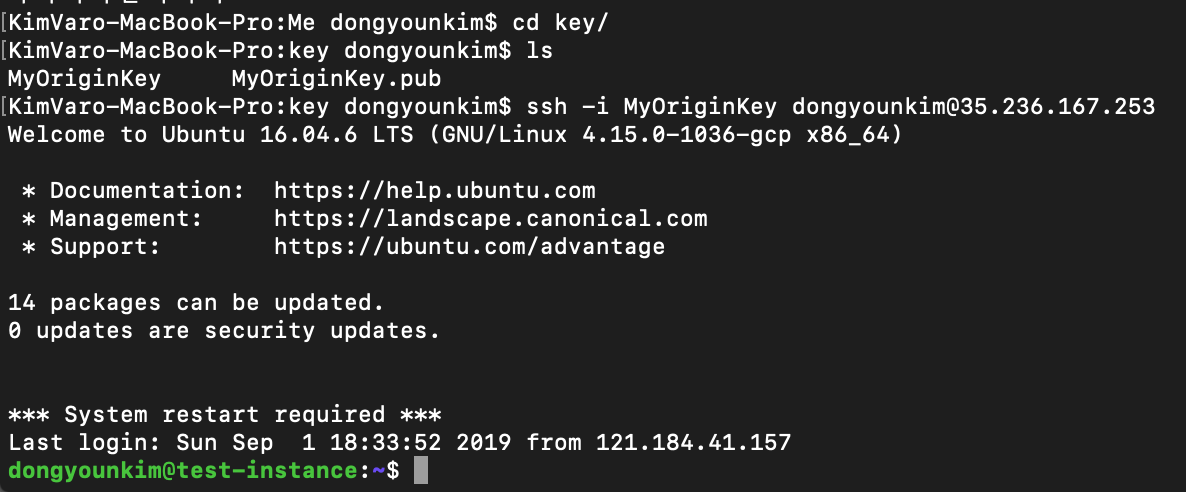 [KimVaro-MacBook-Pro:Me dongyounkim$ cd key/
[KimVaro-MacBook-Pro:key dongyounkim$ ls
MyOriginKey     MyOriginKey.pub
[KimVaro-MacBook-Pro:key dongyounkim$ ssh -i MyOriginKey dongyounkim@35.236.167.253
Welcome to Ubuntu 16.04.6 LTS (GNU/Linux 4.15.0-1036-gcp x86_64)

 * Documentation:  https://help.ubuntu.com
 * Management:     https://landscape.canonical.com
 * Support:        https://ubuntu.com/advantage

14 packages can be updated.
0 updates are security updates.

*** System restart required ***
Last login: Sun Sep  1 18:33:52 2019 from 121.184.41.157
dongyounkim@test-instance:~$